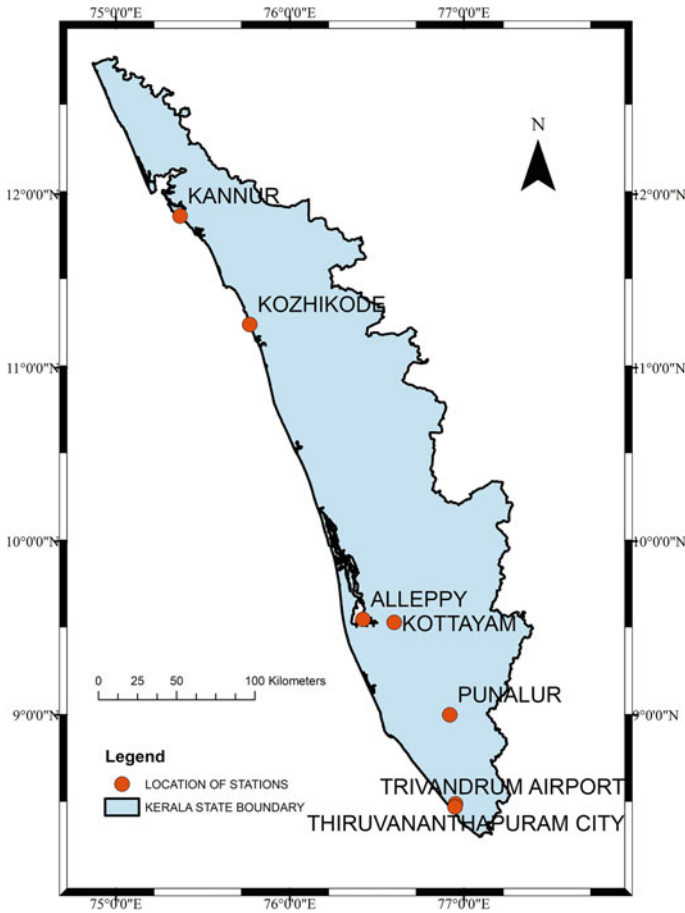 75°0'0"E 76°0'0"E 77°0'0"E
N
12°0'0"N 12°0'0"N
KANNUR
KOZHIKODE
11°0'0"N 11°0'0"N
10°0'0"N 10°0'0"N
ALLEPPY
KOTTAYAM
0 25 50 100 Kilometers
PUNALUR
9°0'0"N 9°0'0"N
Legend
LOCATION OF STATIONS
KERALA STATE BOUNDARY
TRIVANDRUM AIRPORT
THIRUVANANTHAPURAM CITY
75°0'0"E 76°0'0"E 77°0'0"E